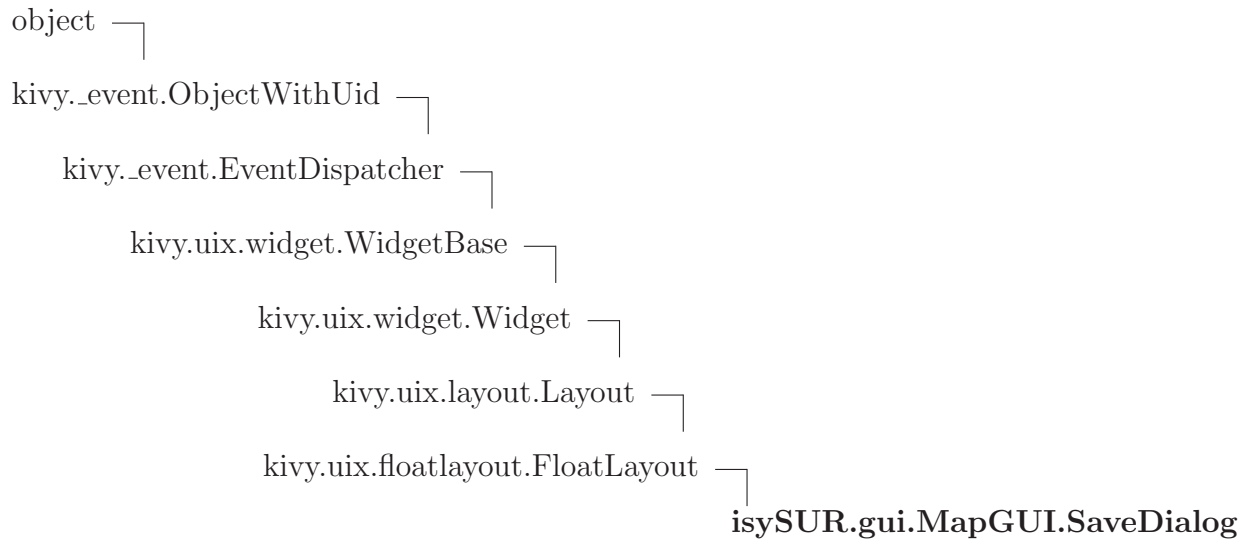 object
kivy._event.ObjectWithUid
kivy._event.EventDispatcher
kivy.uix.widget.WidgetBase
kivy.uix.widget.Widget
kivy.uix.layout.Layout
kivy.uix.floatlayout.FloatLayout
isySUR.gui.MapGUI.SaveDialog